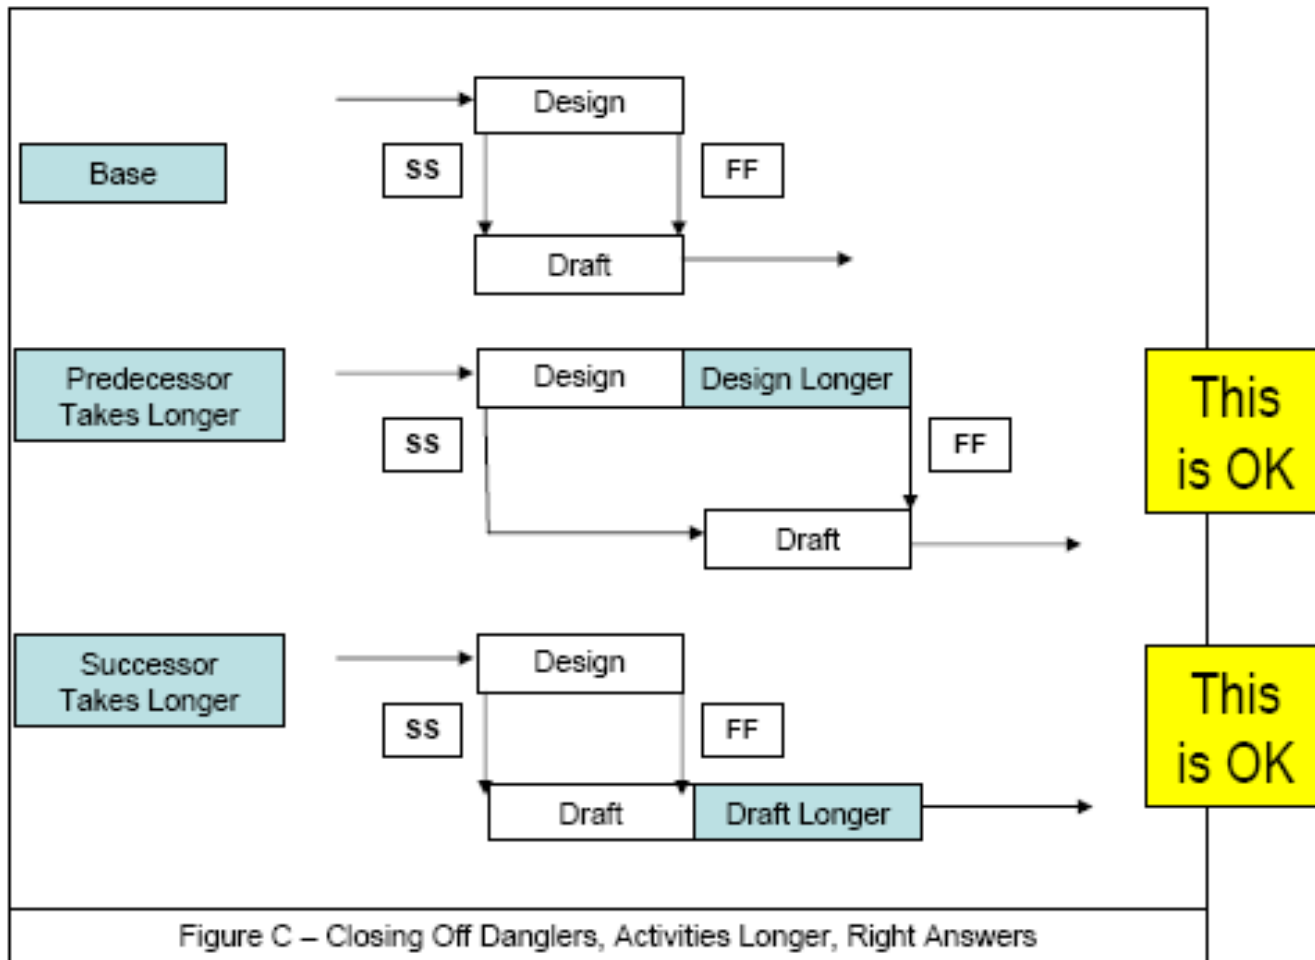 Design
Base
SS
FF
Draft
Predecessor
Takes Longer
Design
Design Longer
This
is OK
SS
FF
Draft
Successor
Takes Longer
Design
This
is OK
SS
FF
Draft
Draft Longer
Figure C – Closing Off Danglers, Activities Longer, Right Answers